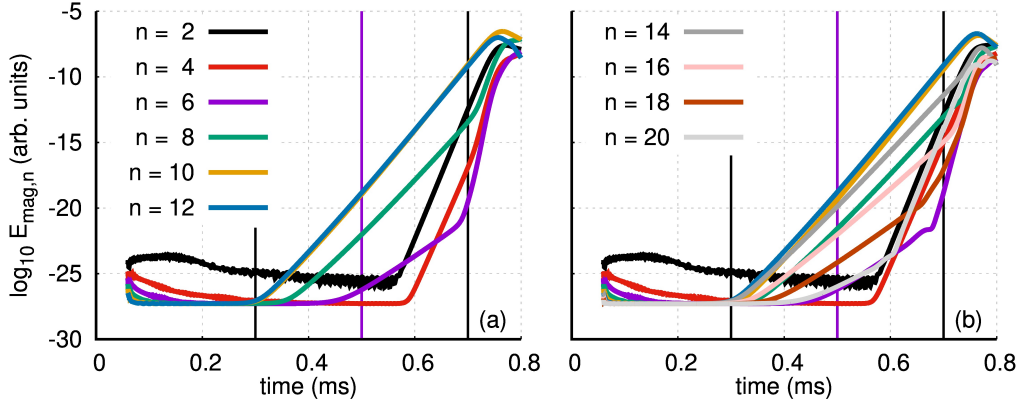 log10 Emag,n (arb. units)
-5
-10
-15
-20
-25
-30
n = 2
4
6
8
n = 10
n = 12
(a)
0
0.2
0.4
0.6
0.8
time (ms)
n = 14
n = 16
n = 18
n = 20
(b)
0
0.2
0.4
0.6
0.8
time (ms)